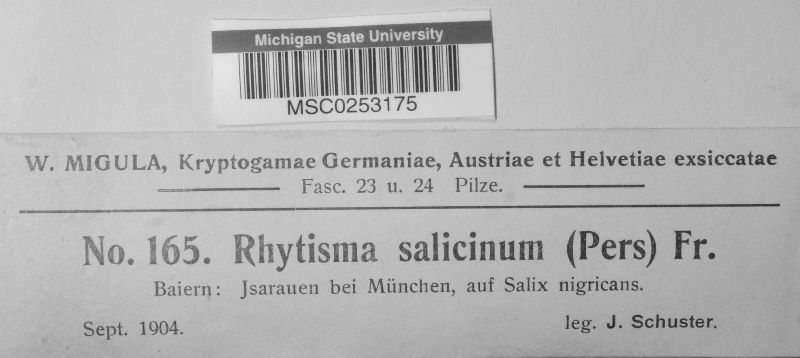 Michigan State University
MSC0253175
W. MIGULA, Kryptogamae Germaniae, Austriae et Helvetiae exsiccatae
Fasc. 23 u. 24 Pilze.
No. 165. Rhytisma salicinum (Pers) Fr.
Baiern: Jsarauen bei München, auf Salix nigricans.
Sept. 1904. leg. J. Schuster.